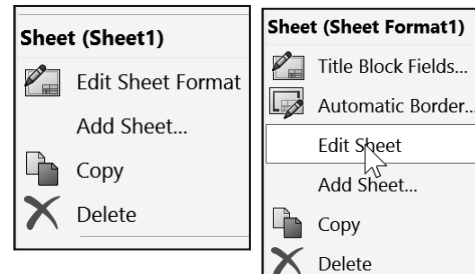 Sheet (Sheet1)
Edit Sheet Format
Add Sheet...
Copy
Delete
Sheet (Sheet Format1)
Title Block Fields...
Automatic Border...
Edit Sheet
Add Sheet...
Copy
Delete